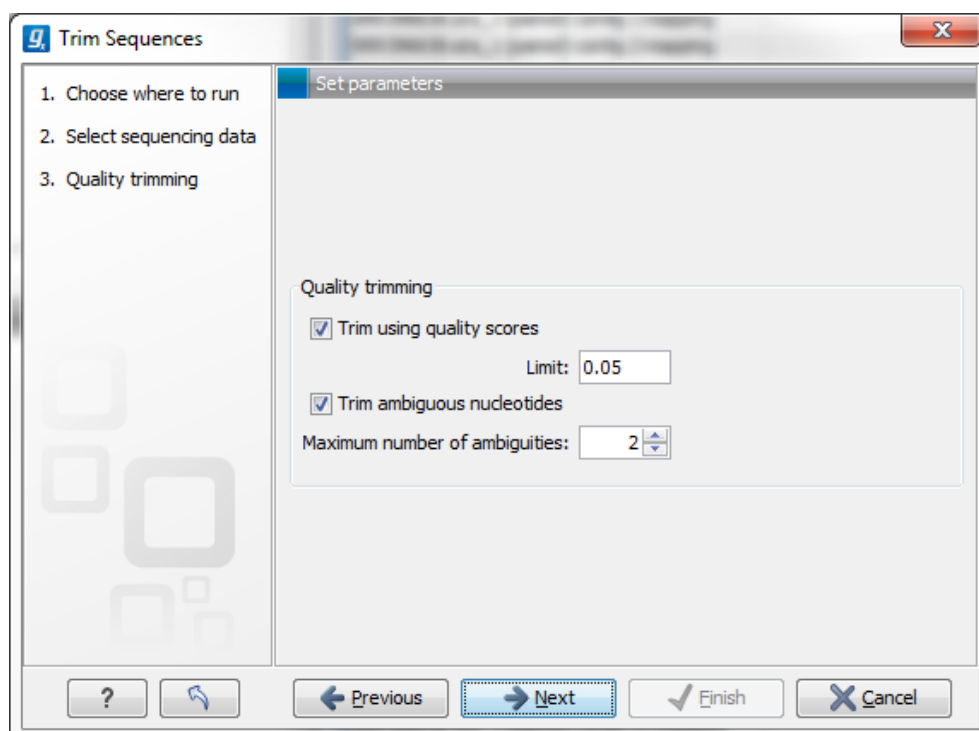 Trim Sequences
1. Choose where to run
2. Select sequencing data
3. Quality trimming
Set parameters
Quality trimming
Trim using quality scores
Limit: 0.05
Trim ambiguous nucleotides
Maximum number of ambiguities: 2
? Previous Next Finish Cancel